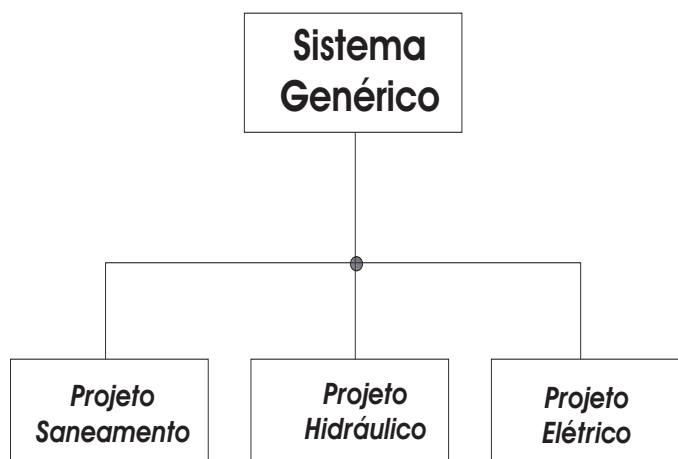 Sistema
Genérico
Projeto
Saneamento
Projeto
Hidráulico
Projeto
Elétrico